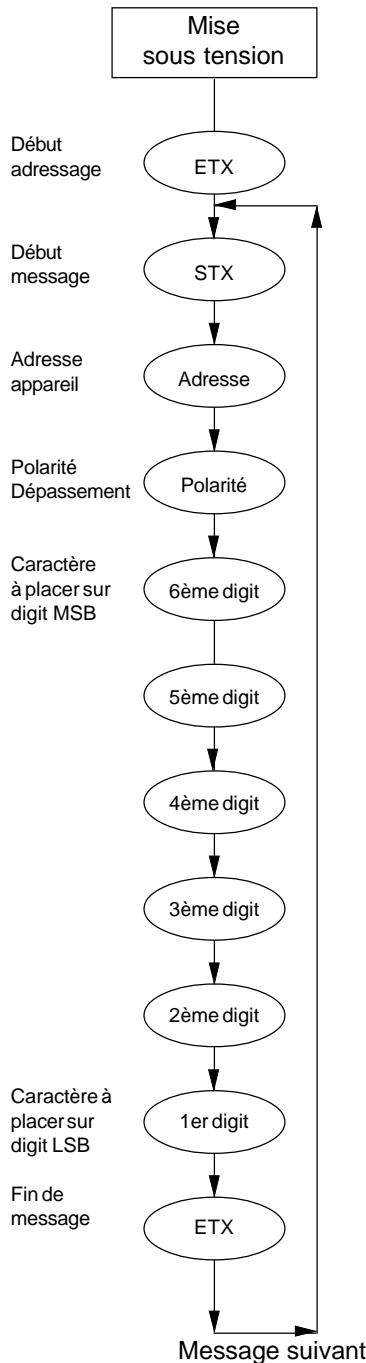 Mise
sous tension
Début
adressage
ETX
Début
message
STX
Adresse
appareil
Adresse
Polarité
Dépassement
Polarité
Caractère
à placer sur
digit MSB
6ème digit
5ème digit
4ème digit
3ème digit
2ème digit
Caractère à
placer sur
digit LSB
1er digit
Fin de
message
ETX
Message suivant